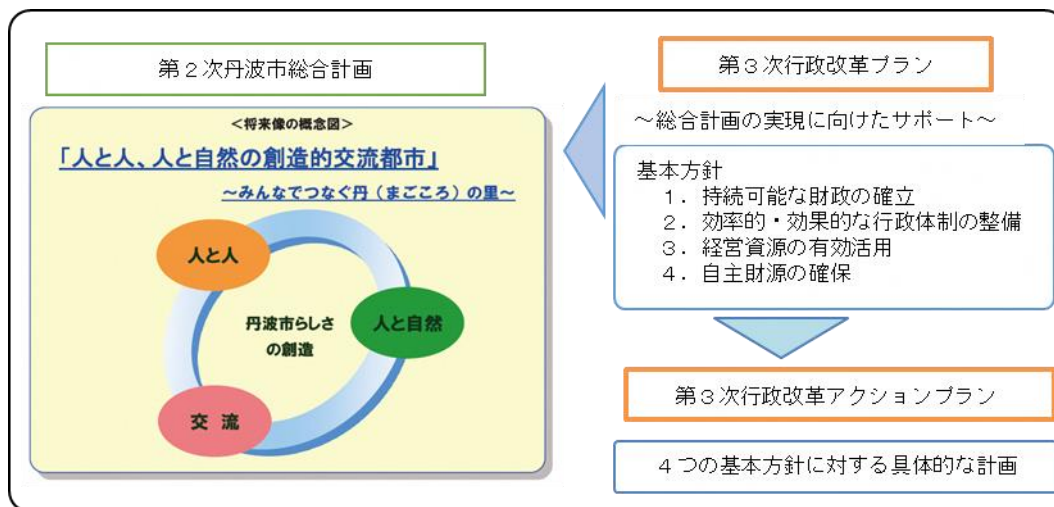 第２次丹波市総合計画
＜将来像の概念図＞
「人と人、人と自然の創造的交流都市」
～みんなでつなぐ丹（まごころ）の里～
人と人
丹波市らしさ
の創造
人と自然
交　流
第３次行政改革プラン
～総合計画の実現に向けたサポート～
基本方針
１．持続可能な財政の確立
２．効率的・効果的な行政体制の整備
３．経営資源の有効活用
４．自主財源の確保
第３次行政改革アクションプラン
４つの基本方針に対する具体的な計画